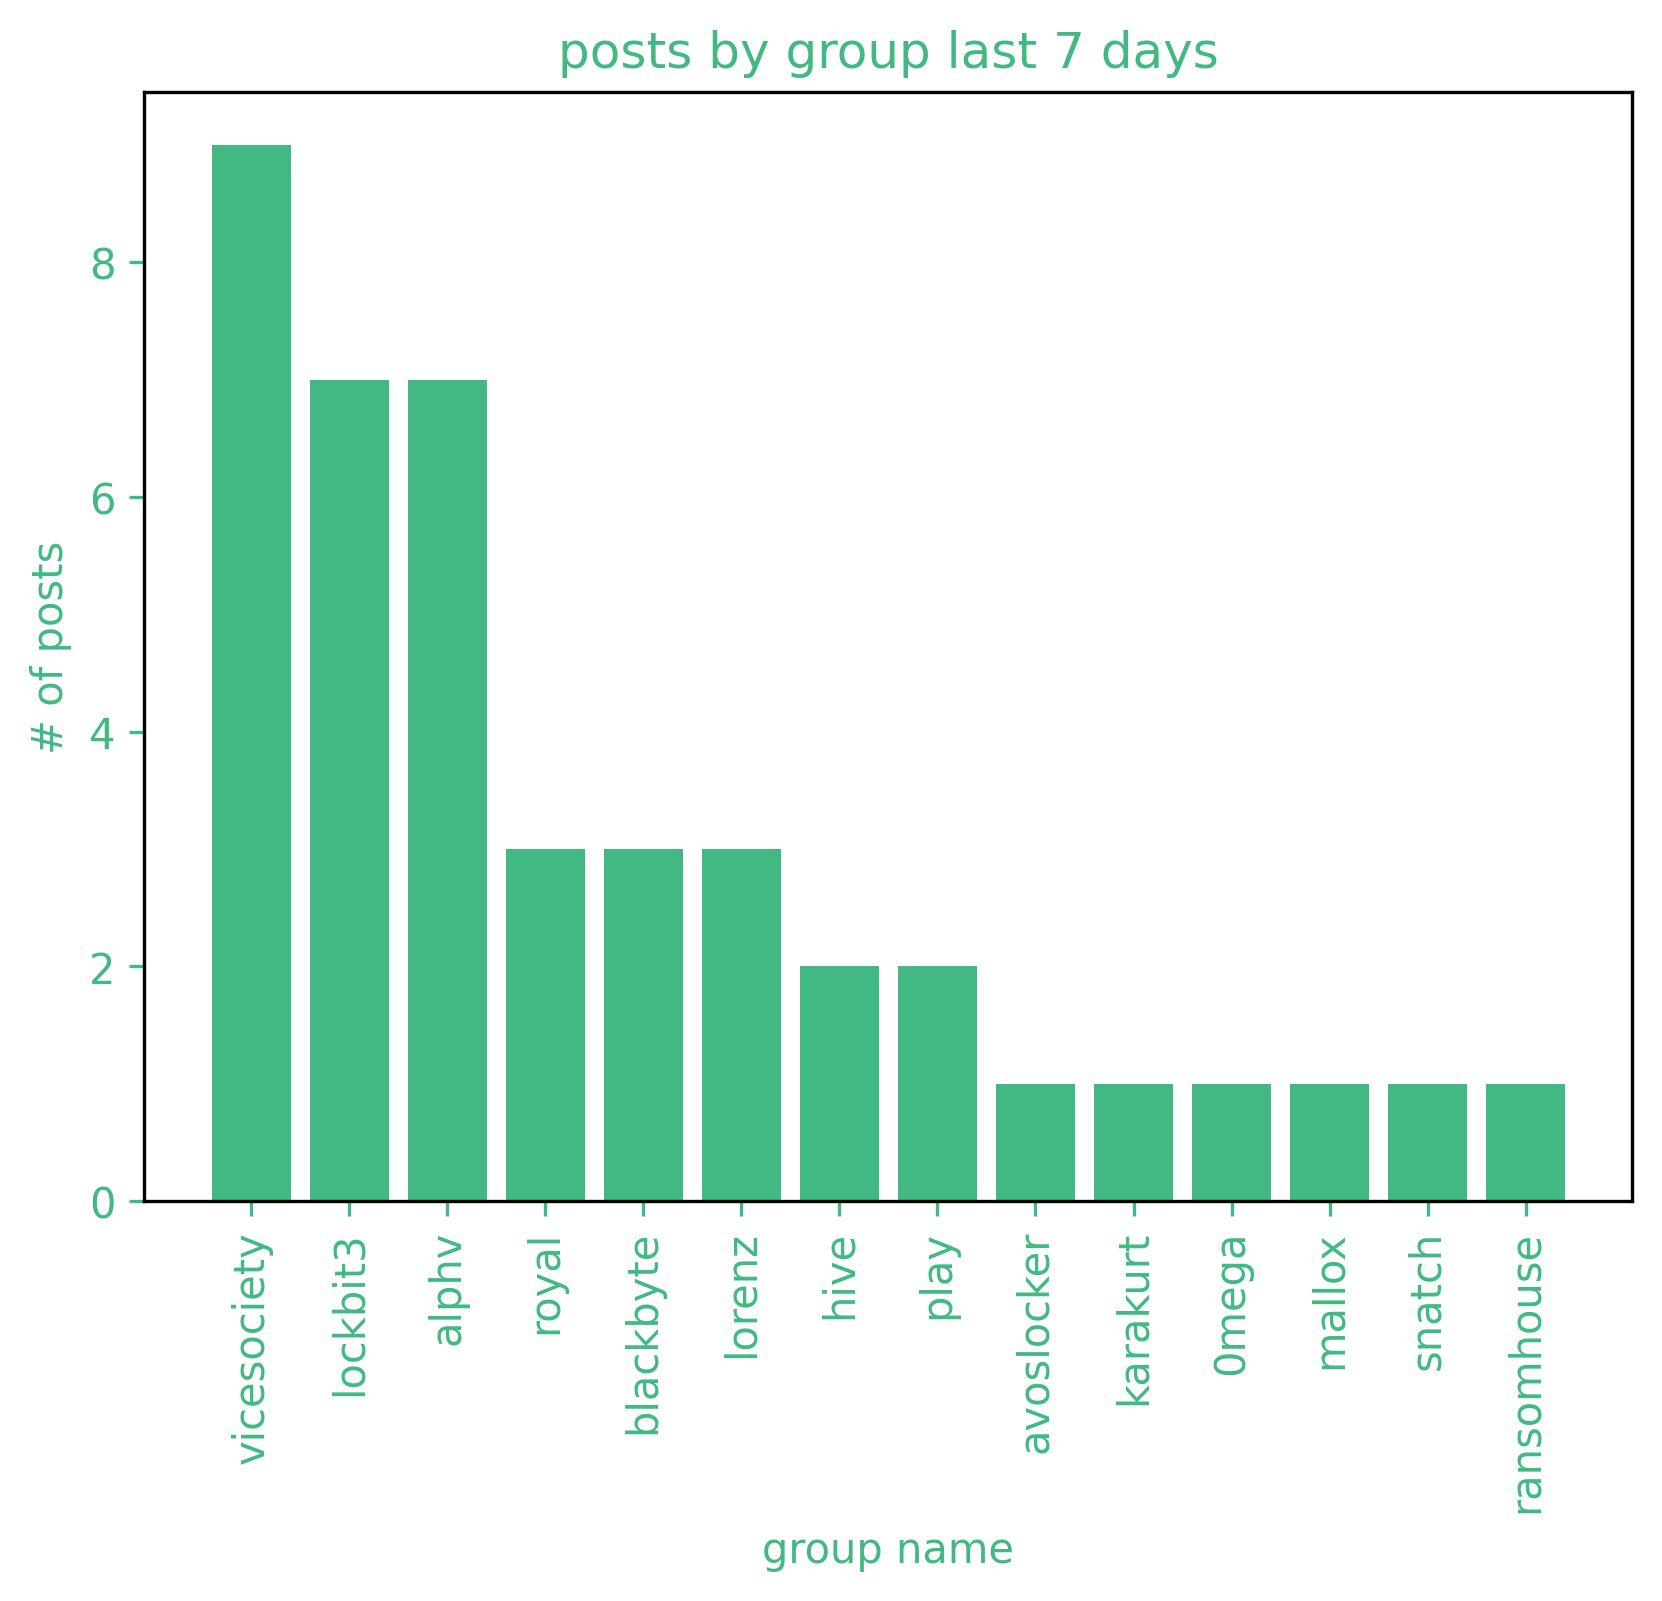 posts by group last 7 days
# of posts
8
6
4
2
0
vicesociety
lockbit3
alphv
royal
blackbyte
lorenz
hive
play
avoslocker
karakurt
0mega
mallox
snatch
ransomhouse
group name